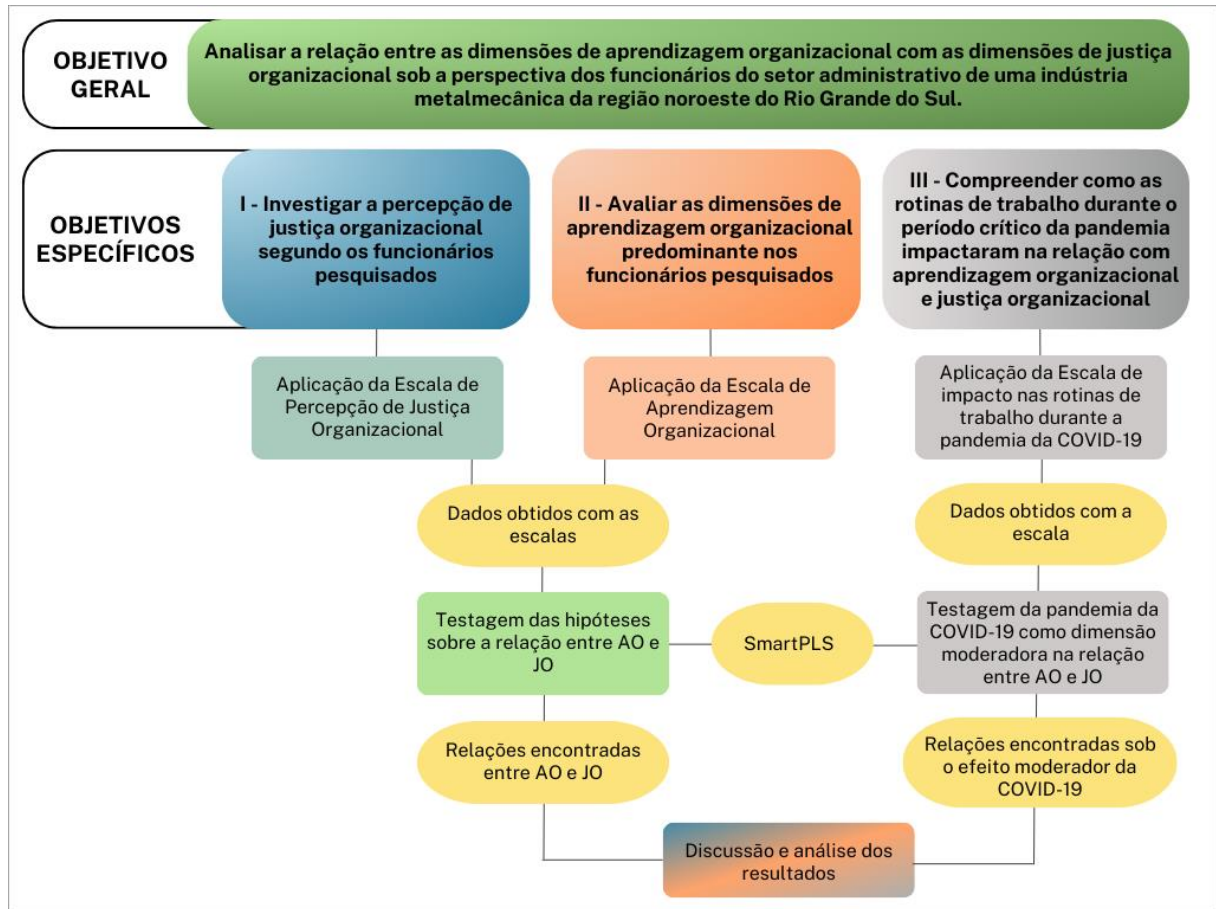 OBJETIVO
GERAL
Analisar a relação entre as dimensões de aprendizagem organizacional com as dimensões de justiça
organizacional sob a perspectiva dos funcionários do setor administrativo de uma indústria
metalmecânica da região noroeste do Rio Grande do Sul.
OBJETIVOS
ESPECÍFICOS
I - Investigar a percepção de
justiça organizacional
segundo os funcionários
pesquisados
II - Avaliar as dimensões de
aprendizagem organizacional
predominante nos
funcionários pesquisados
III - Compreender como as
rotinas de trabalho durante o
período crítico da pandemia
impactaram na relação com
aprendizagem organizacional
e justiça organizacional
Aplicação da Escala de
Percepção de Justiça
Organizacional
Aplicação da Escala de
Aprendizagem
Organizacional
Aplicação da Escala de
impacto nas rotinas de
trabalho durante a
pandemia da COVID-19
Dados obtidos com as
escalas
Dados obtidos com a
escala
Testagem das hipóteses
sobre a relação entre AO e
JO
SmartPLS
Testagem da pandemia da
COVID-19 como dimensão
moderadora na relação
entre AO e JO
Relações encontradas
entre AO e JO
Relações encontradas sob
o efeito moderador da
COVID-19
Discussão e análise dos
resultados